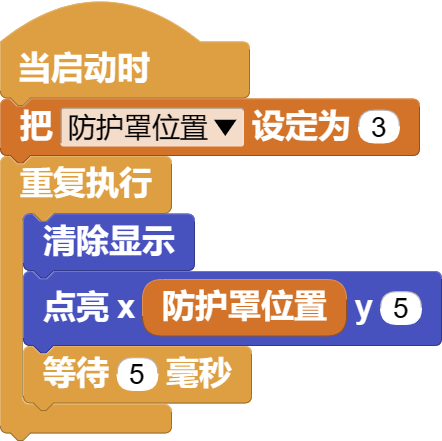 当启动时
把 防护罩位置▼ 设定为 3
重复执行
清除显示
点亮 x 防护罩位置 y 5
等待 5 毫秒